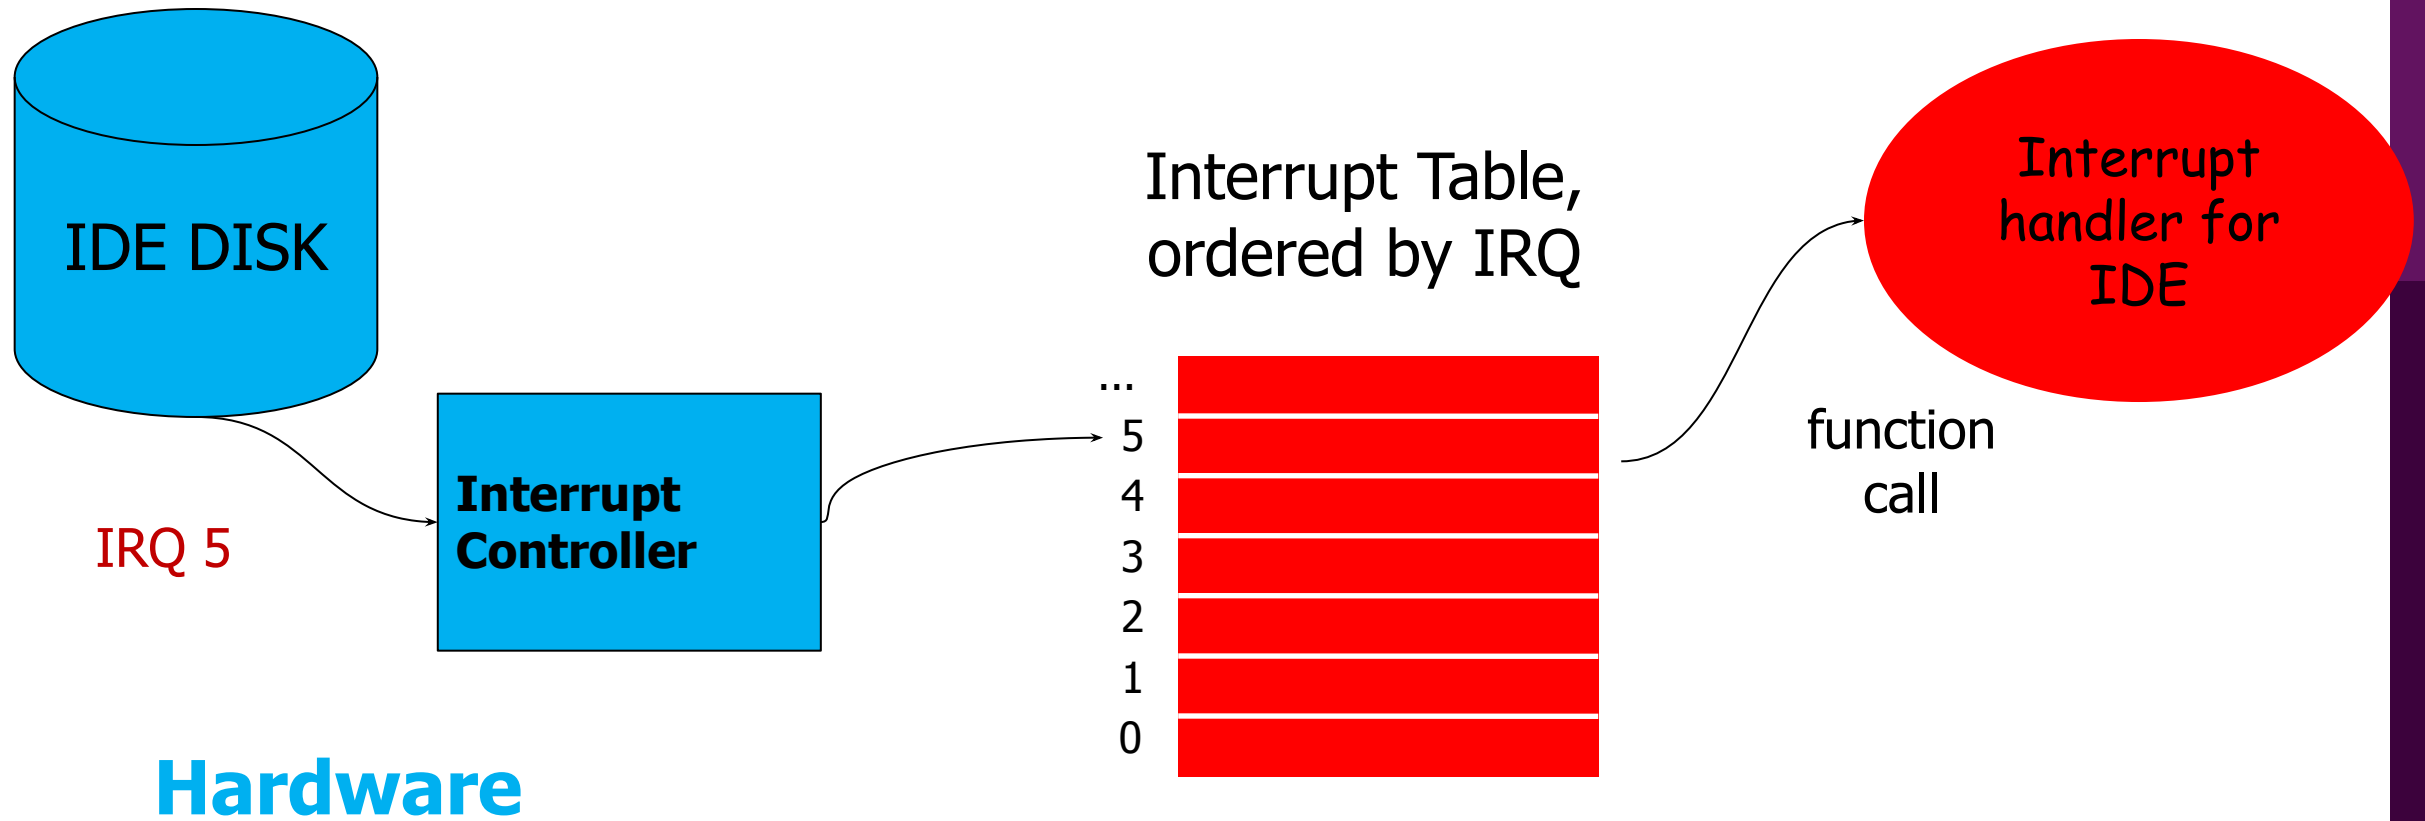 IDE DISK
IRQ 5
Interrupt
Controller
Hardware
Interrupt Table,
ordered by IRQ
...
5
4
3
2
1
0
function
call
Interrupt
handler for
IDE